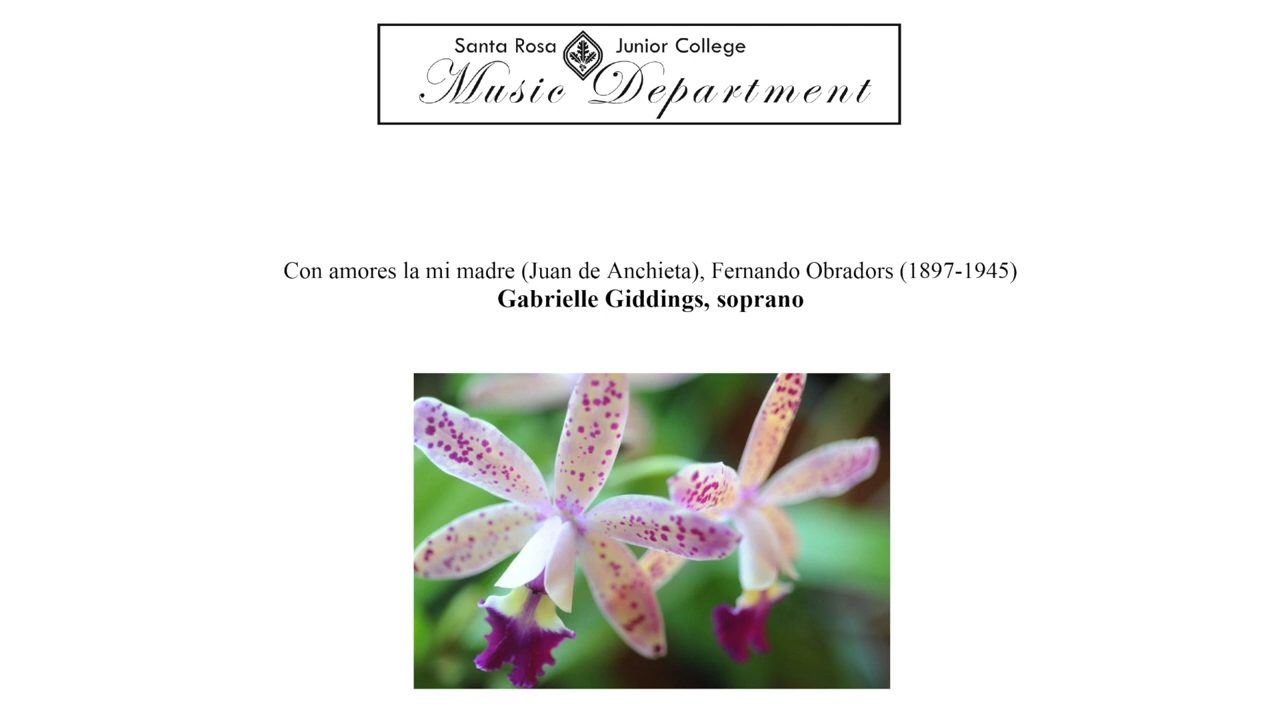 Santa Rosa Junior College
Music Department
Con amores la mi madre (Juan de Anchieta), Fernando Obradors (1897-1945)
Gabrielle Giddings, soprano